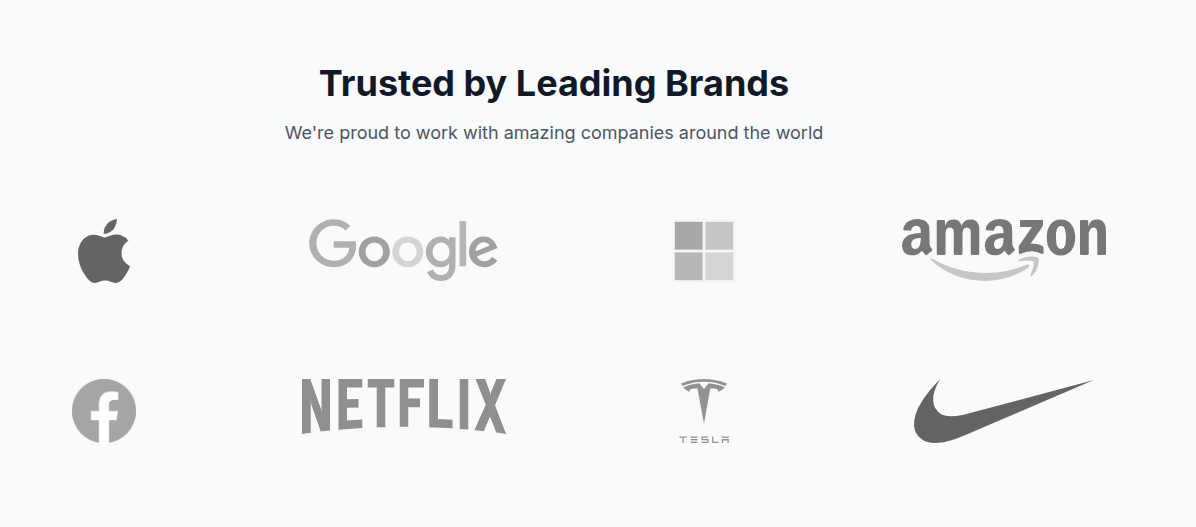 Trusted by Leading Brands
We're proud to work with amazing companies around the world
Google
amazon
NETFLIX
TESLA